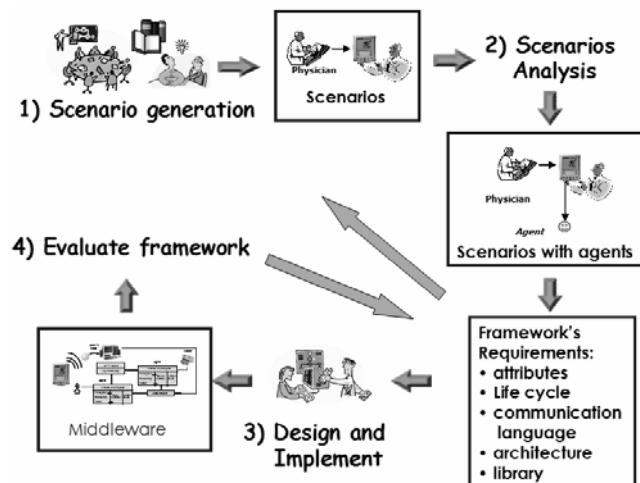 1) Scenario generation
Physician
Scenarios
2) Scenarios
Analysis
Physician
Agent
Scenarios with agents
Framework's
Requirements:
• attributes
• Life cycle
• communication
language
• architecture
• library
3) Design and
Implement
Middleware
4) Evaluate framework